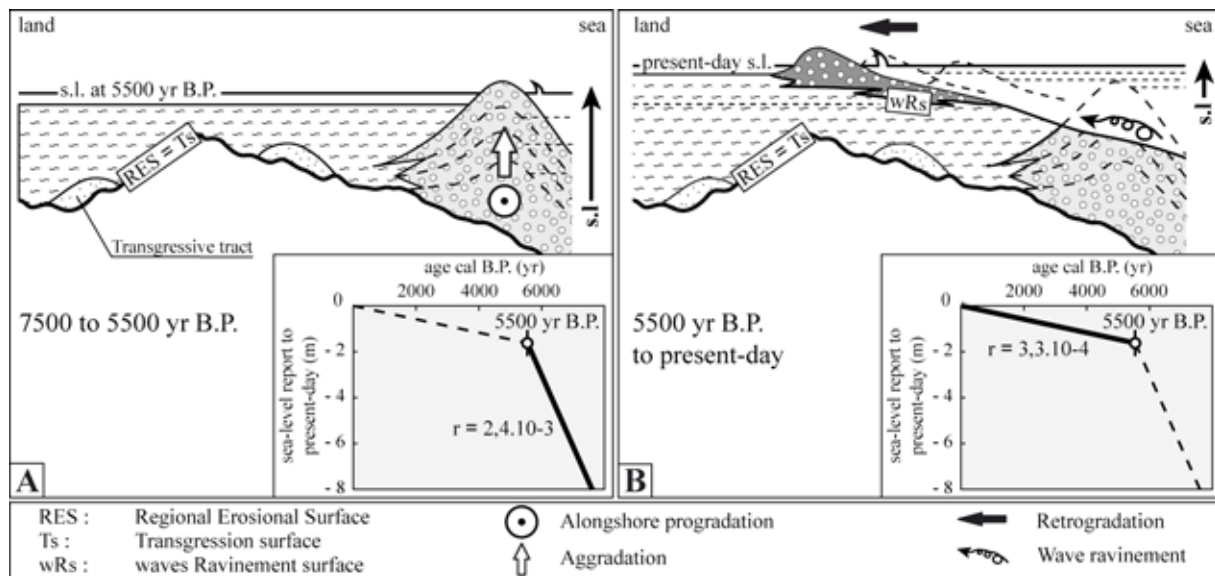 land
sea
s.l. at 5500 yr B.P.
RES = Ts
s.l
Transgressive tract
7500 to 5500 yr B.P.
age cal B.P. (yr)
0
2000
4000
6000
5500 yr B.P.
- 2
- 4
- 6
- 8
r = 2,4.10-3
sea-level report to
present-day (m)
A
land
sea
present-day s.l.
wRs
RES = Ts
s.l
5500 yr B.P.
to present-day
age cal B.P. (yr)
0
2000
4000
6000
5500 yr B.P.
- 2
- 4
- 6
- 8
r = 3,3.10-4
sea-level report to
present-day (m)
B
RES : Regional Erosional Surface
Ts : Transgression surface
wRs : waves Ravinement surface
Alongshore progradation
Aggradation
Retrogradation
Wave ravinement